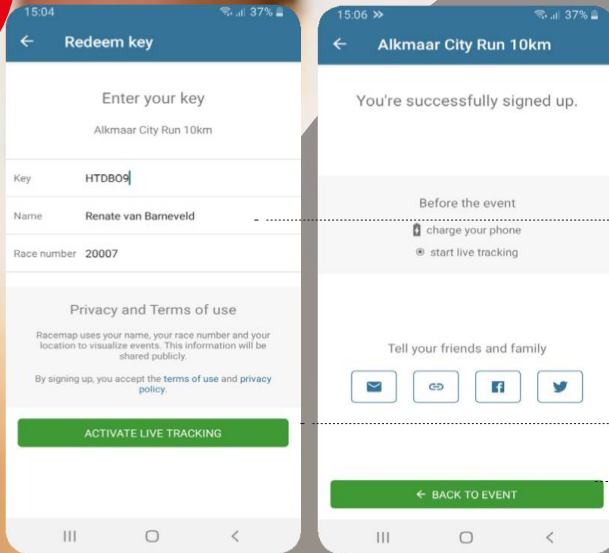 15:04
37%
← Redeem key
Enter your key
Alkmaar City Run 10km
Key HTDBO9
Name Renate van Barneveld
Race number 20007
Privacy and Terms of use
Racemap uses your name, your race number and your
location to visualize events. This information will be
shared publicly.
By signing up, you accept the terms of use and privacy
policy.
ACTIVATE LIVE TRACKING
15:06 »
37%
← Alkmaar City Run 10km
You're successfully signed up.
Before the event
charge your phone
start live tracking
Tell your friends and family
← BACK TO EVENT